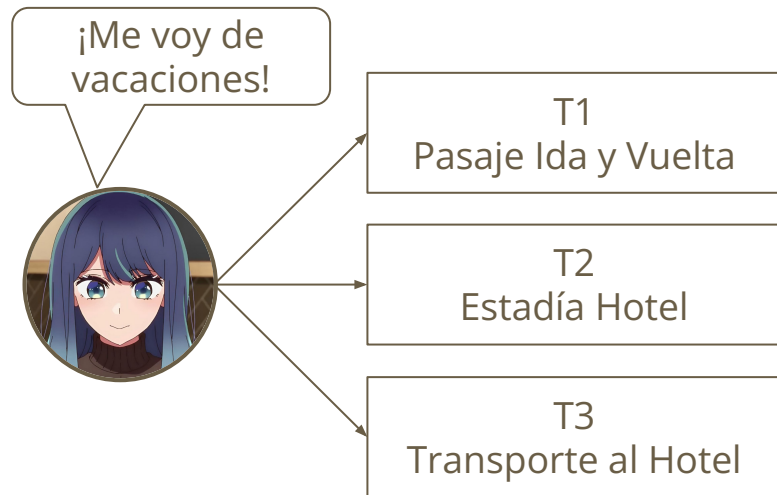 ¡Me voy de
vacaciones!
T1
Pasaje Ida y Vuelta
T2
Estadía Hotel
T3
Transporte al Hotel